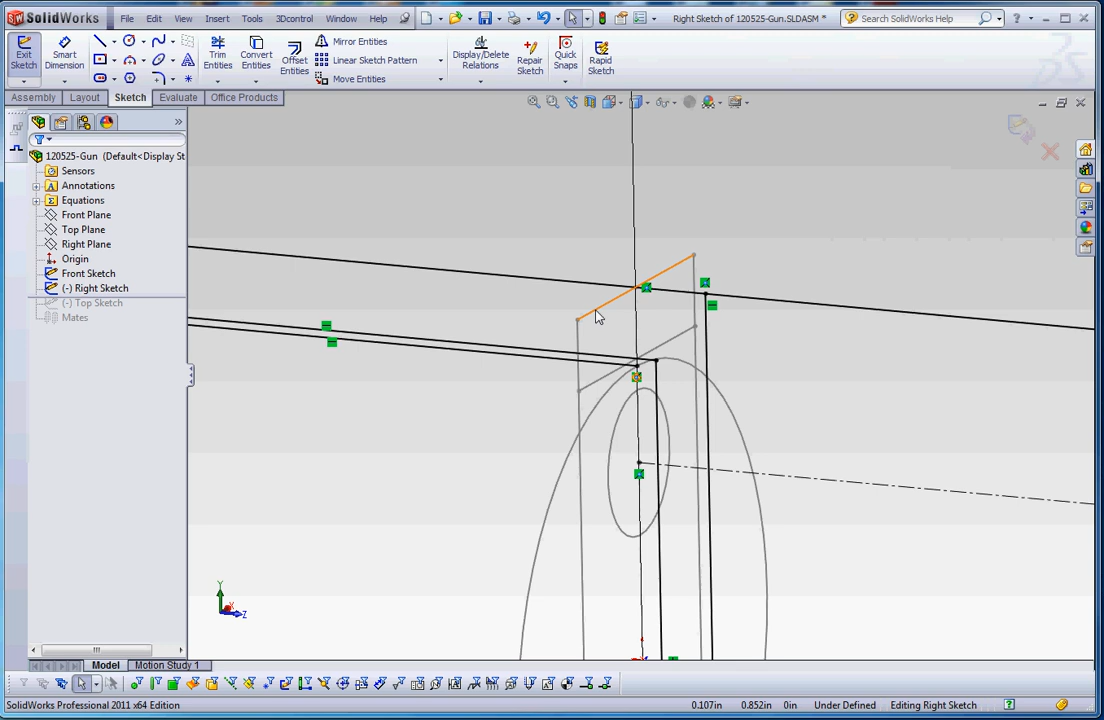 SolidWorks File Edit View Insert Tools 3Dcontrol Window Help Right Sketch of 120525-Gun.SLDASM * Search SolidWorks Help
Exit Sketch
Smart Dimension
Trim Entities
Convert Entities
Offset Entities
Mirror Entities
Linear Sketch Pattern
Move Entities
Display/Delete Relations
Repair Sketch
Quick Snaps
Rapid Sketch
Assembly Layout Sketch Evaluate Office Products
120525-Gun (Default<Display St
Sensors
Annotations
Equations
Front Plane
Top Plane
Right Plane
Origin
Front Sketch
(-) Right Sketch
(-) Top Sketch
Mates
Y
X
Z
Model Motion Study 1
SolidWorks Professional 2011 x64 Edition 0.107in 0.852in 0in Under Defined Editing Right Sketch